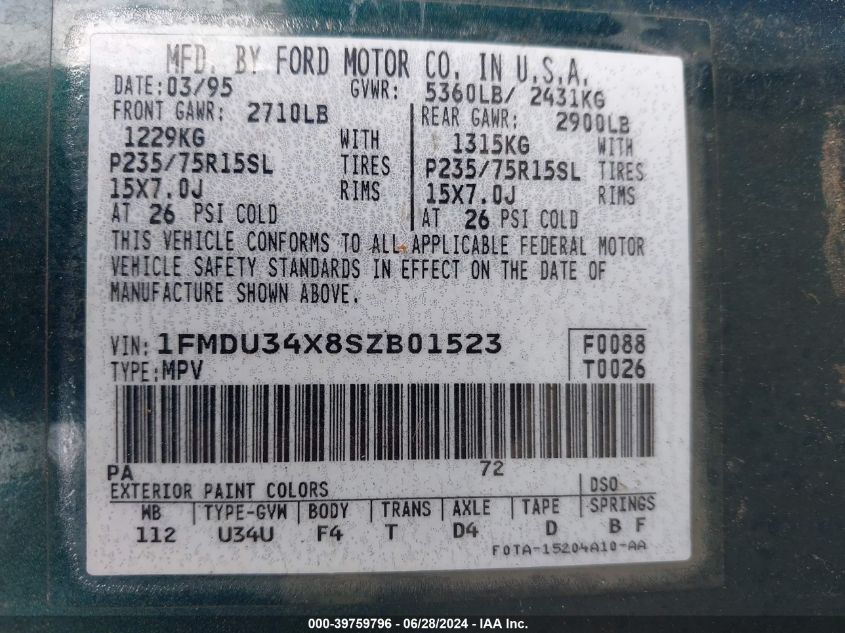 MFD. BY FORD MOTOR CO. IN U.S.A.
DATE: 03/95 GVWR: 5360LB/ 2431KG
FRONT GAWR: 2710LB REAR GAWR: 2900LB
1229KG WITH 1315KG WITH
P235/75R15SL TIRES P235/75R15SL TIRES
15X7.0J RIMS 15X7.0J RIMS
AT 26 PSI COLD AT 26 PSI COLD
THIS VEHICLE CONFORMS TO ALL APPLICABLE FEDERAL MOTOR
VEHICLE SAFETY STANDARDS IN EFFECT ON THE DATE OF
MANUFACTURE SHOWN ABOVE.
VIN: 1FMDU34X8SZB01523 F0088
TYPE: MPV T0026
PA 72
EXTERIOR PAINT COLORS DSO
WB TYPE-GVW BODY TRANS AXLE TAPE SPRINGS
112 U34U F4 T D4 D B F
F0TA-15204A10-AA
000-39759796 - 06/28/2024 - IAA Inc.